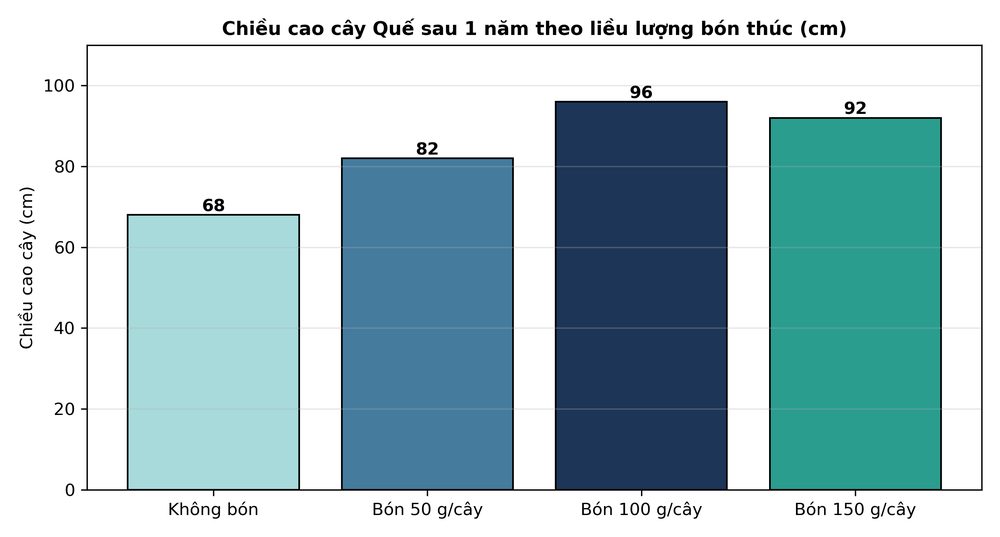 Chiều cao cây Quế sau 1 năm theo liều lượng bón thúc (cm)
Chiều cao cây (cm)
100
80
60
40
20
0
68
82
96
92
Không bón
Bón 50 g/cây
Bón 100 g/cây
Bón 150 g/cây